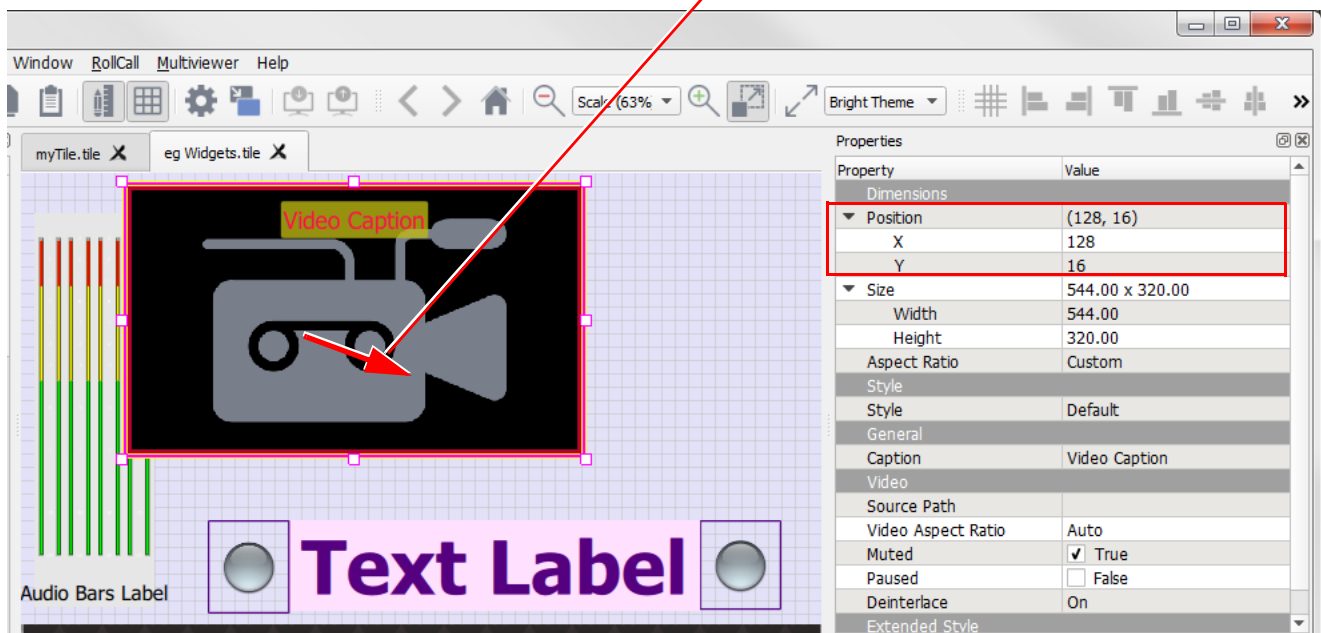 Window RollCall Multiviewer Help
Scale (63% Bright Theme »
myTile.tile eg Widgets.tile
Properties
Property Value
Dimensions
Position (128, 16)
X 128
Y 16
Size 544.00 x 320.00
Width 544.00
Height 320.00
Aspect Ratio Custom
Style
Style Default
General
Caption Video Caption
Video
Source Path
Video Aspect Ratio Auto
Muted True
Paused False
Deinterlace On
Extended Style
Video Caption
Text Label
Audio Bars Label